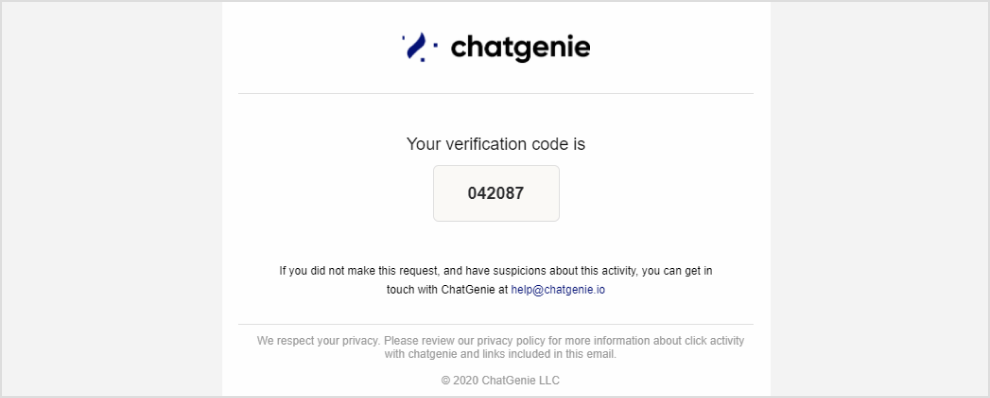 chatgenie
Your verification code is
042087
If you did not make this request, and have suspicions about this activity, you can get in
touch with ChatGenie at help@chatgenie.io
We respect your privacy. Please review our privacy policy for more information about click activity
with chatgenie and links included in this email.
© 2020 ChatGenie LLC